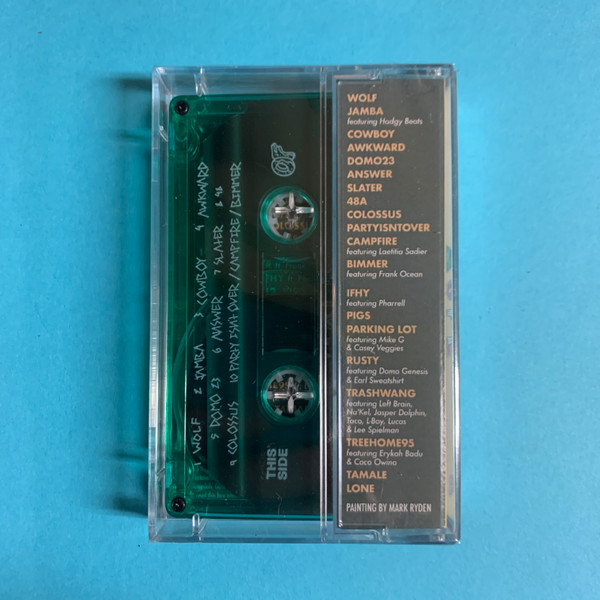 1 WOLF 2 JAMBA 3 COWBOY 4 AWKWARD
5 DOMO 23 6 ANSWER 7 SLATER 8 48
9 COLOSSUS 10 PARTY ISNT OVER / CAMPFIRE / BIMMER
OF
THIS
SIDE
WOLF
JAMBA
featuring Hodgy Beats
COWBOY
AWKWARD
DOMO23
ANSWER
SLATER
48A
COLOSSUS
PARTYISNTOVER
CAMPFIRE
featuring Laetitia Sadier
BIMMER
featuring Frank Ocean
IFHY
featuring Pharrell
PIGS
PARKING LOT
featuring Mike G
& Casey Veggies
RUSTY
featuring Domo Genesis
& Earl Sweatshirt
TRASHWANG
featuring Left Brain,
Na'Kel, Jasper Dolphin,
Taco, L-Boy, Lucas
& Lee Spielman
TREEHOME95
featuring Erykah Badu
& Coco Owino
TAMALE
LONE
PAINTING BY MARK RYDEN